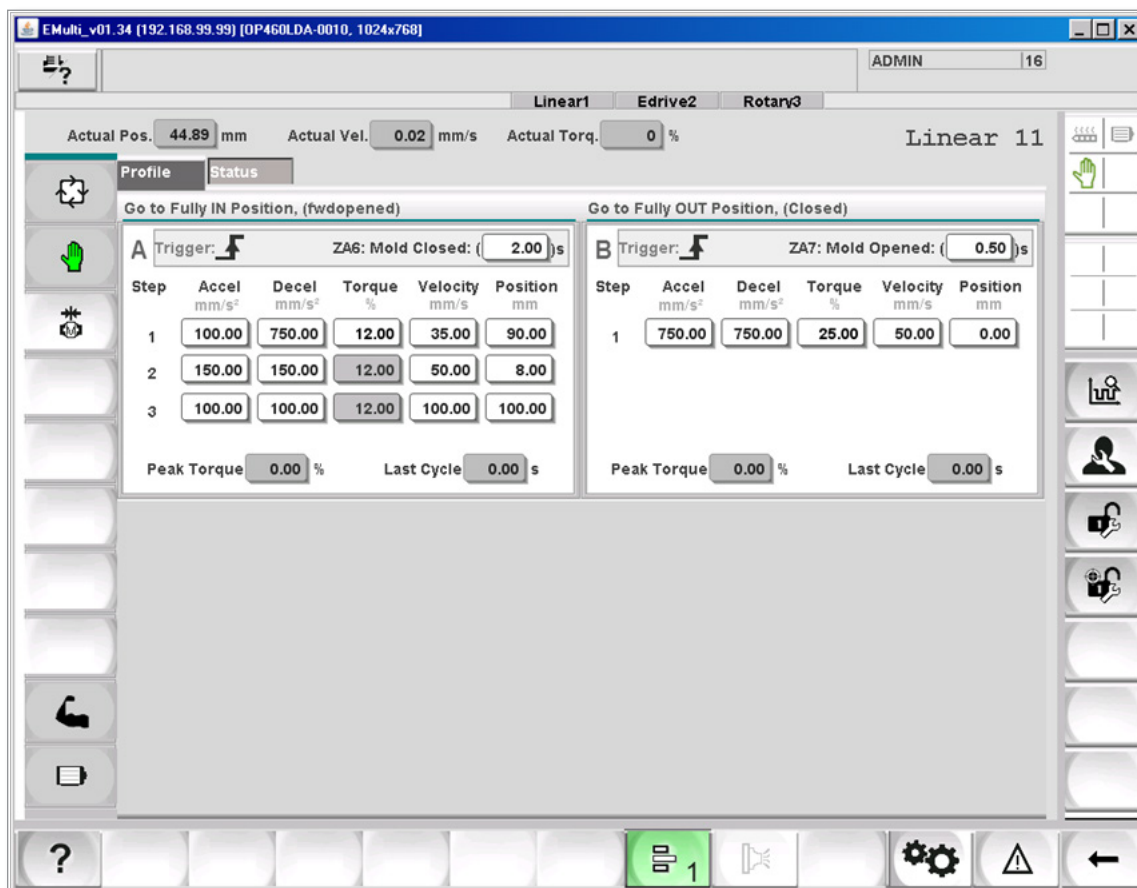 EMulti_v01.34 (192.168.99.99) [OP460LDA-0010, 1024x768]
?
ADMIN 16
Linear1 Edrive2 Rotary3
Actual Pos. 44.89 mm Actual Vel. 0.02 mm/s Actual Torq. 0 % Linear 11
Profile Status
Go to Fully IN Position, (fwdopened)
A Trigger: ZA6: Mold Closed: ( 2.00 )s
Step Accel Decel Torque Velocity Position
mm/s² mm/s² % mm/s mm
1 100.00 750.00 12.00 35.00 90.00
2 150.00 150.00 12.00 50.00 8.00
3 100.00 100.00 12.00 100.00 100.00
Peak Torque 0.00 % Last Cycle 0.00 s
Go to Fully OUT Position, (Closed)
B Trigger: ZA7: Mold Opened: ( 0.50 )s
Step Accel Decel Torque Velocity Position
mm/s² mm/s² % mm/s mm
1 750.00 750.00 25.00 50.00 0.00
Peak Torque 0.00 % Last Cycle 0.00 s
M
1
1
? 1